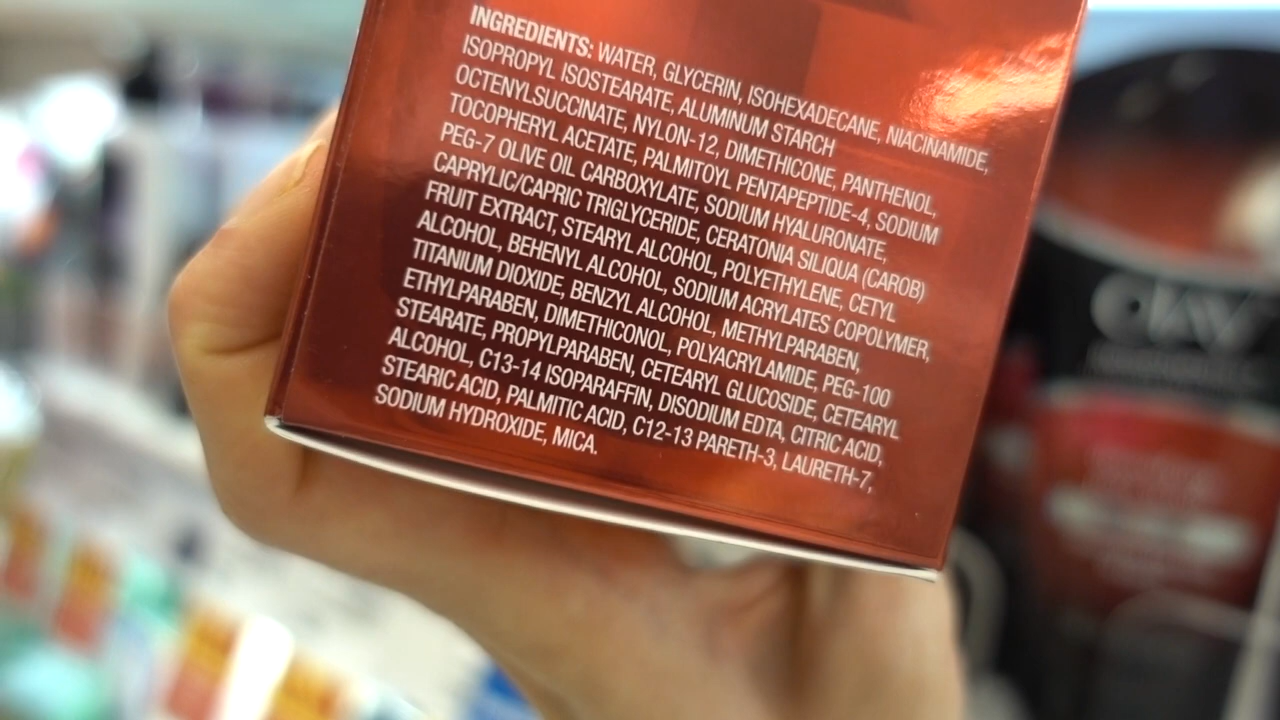 INGREDIENTS: WATER, GLYCERIN, ISOHEXADECANE, NIACINAMIDE,
ISOPROPYL ISOSTEARATE, ALUMINUM STARCH
OCTENYLSUCCINATE, NYLON-12, DIMETHICONE, PANTHENOL,
TOCOPHERYL ACETATE, PALMITOYL PENTAPEPTIDE-4, SODIUM
PEG-7 OLIVE OIL CARBOXYLATE, SODIUM HYALURONATE,
CAPRYLIC/CAPRIC TRIGLYCERIDE, CERATONIA SILIQUA (CAROB)
FRUIT EXTRACT, STEARYL ALCOHOL, POLYETHYLENE, CETYL
ALCOHOL, BEHENYL ALCOHOL, SODIUM ACRYLATES COPOLYMER,
TITANIUM DIOXIDE, BENZYL ALCOHOL, METHYLPARABEN,
ETHYLPARABEN, DIMETHICONOL, POLYACRYLAMIDE, PEG-100
STEARATE, PROPYLPARABEN, CETEARYL GLUCOSIDE, CETEARYL
ALCOHOL, C13-14 ISOPARAFFIN, DISODIUM EDTA, CITRIC ACID,
STEARIC ACID, PALMITIC ACID, C12-13 PARETH-3, LAURETH-7,
SODIUM HYDROXIDE, MICA.
OLAY